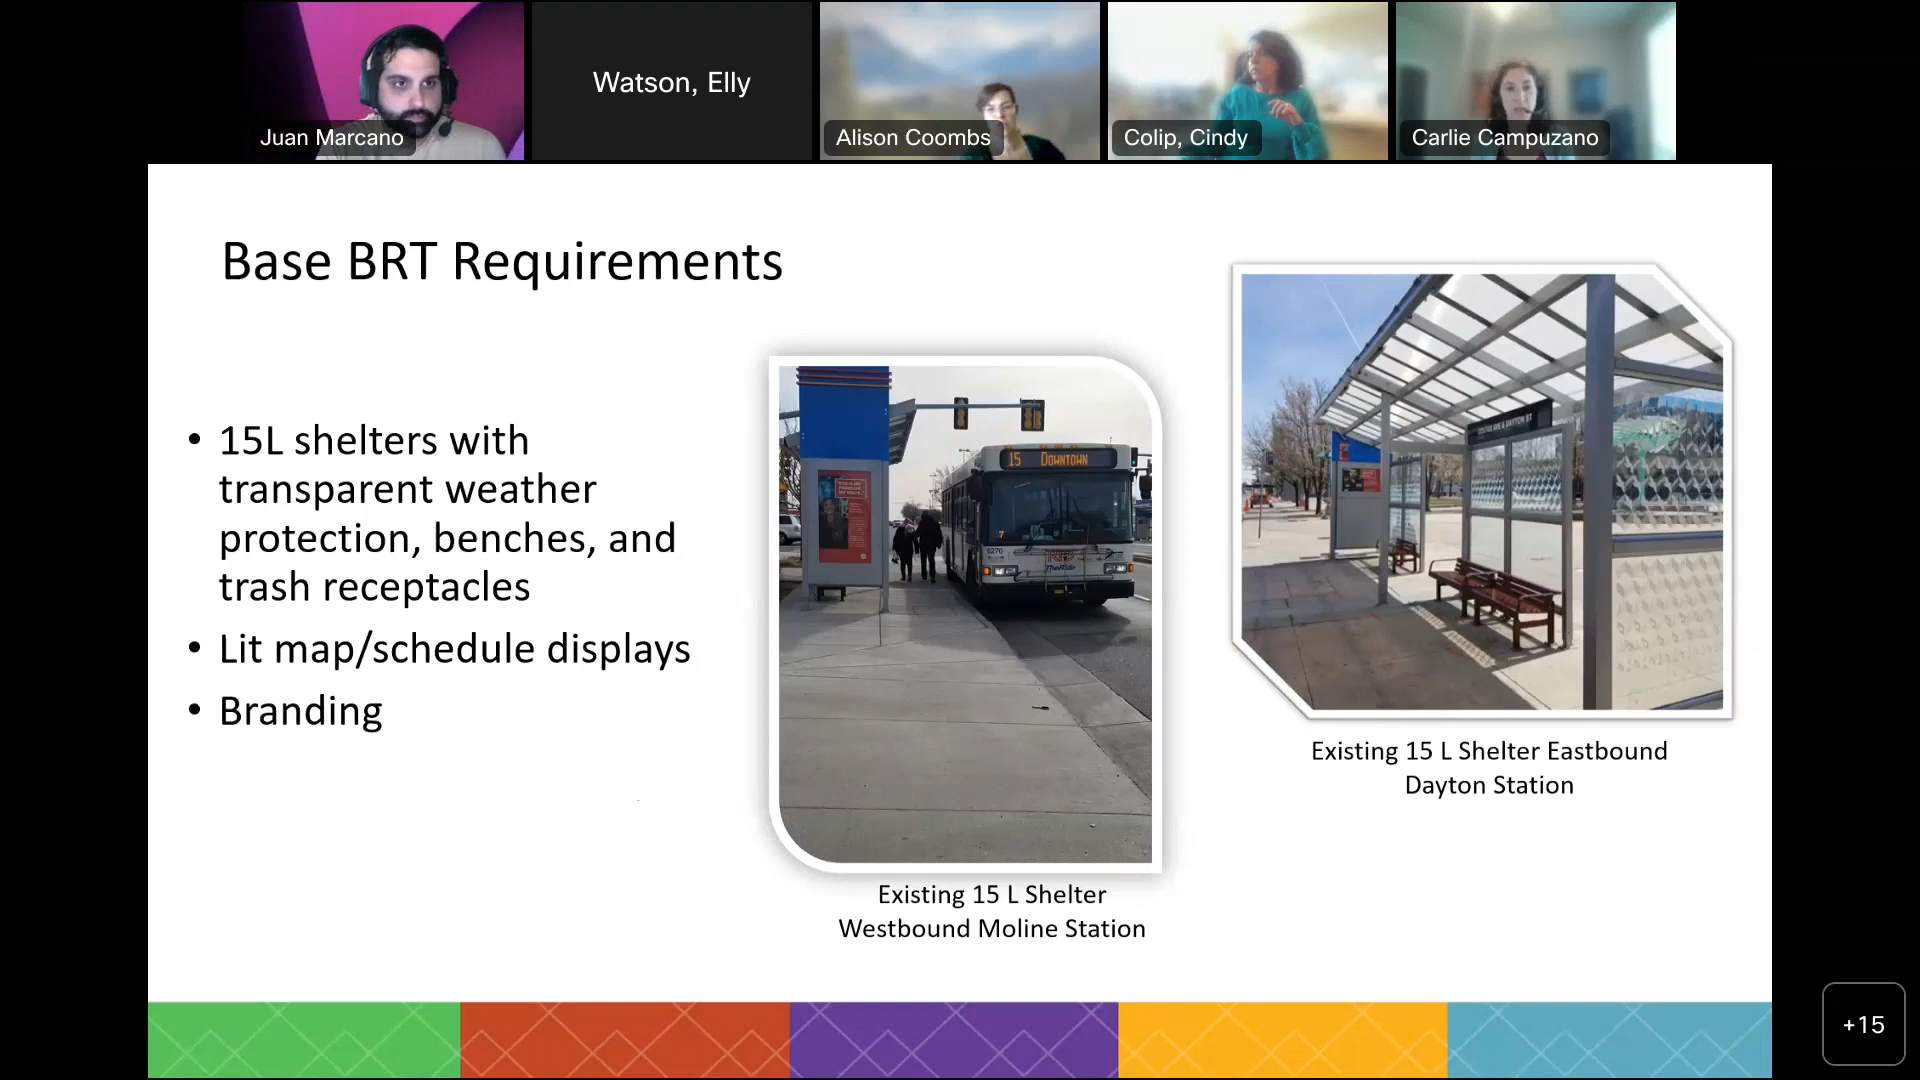 Juan Marcano
Watson, Elly
Alison Coombs
Colip, Cindy
Carlie Campuzano
Base BRT Requirements
• 15L shelters with
transparent weather
protection, benches, and
trash receptacles
• Lit map/schedule displays
• Branding
15 DOWNTOWN
6270
Existing 15 L Shelter
Westbound Moline Station
Existing 15 L Shelter Eastbound
Dayton Station
+15